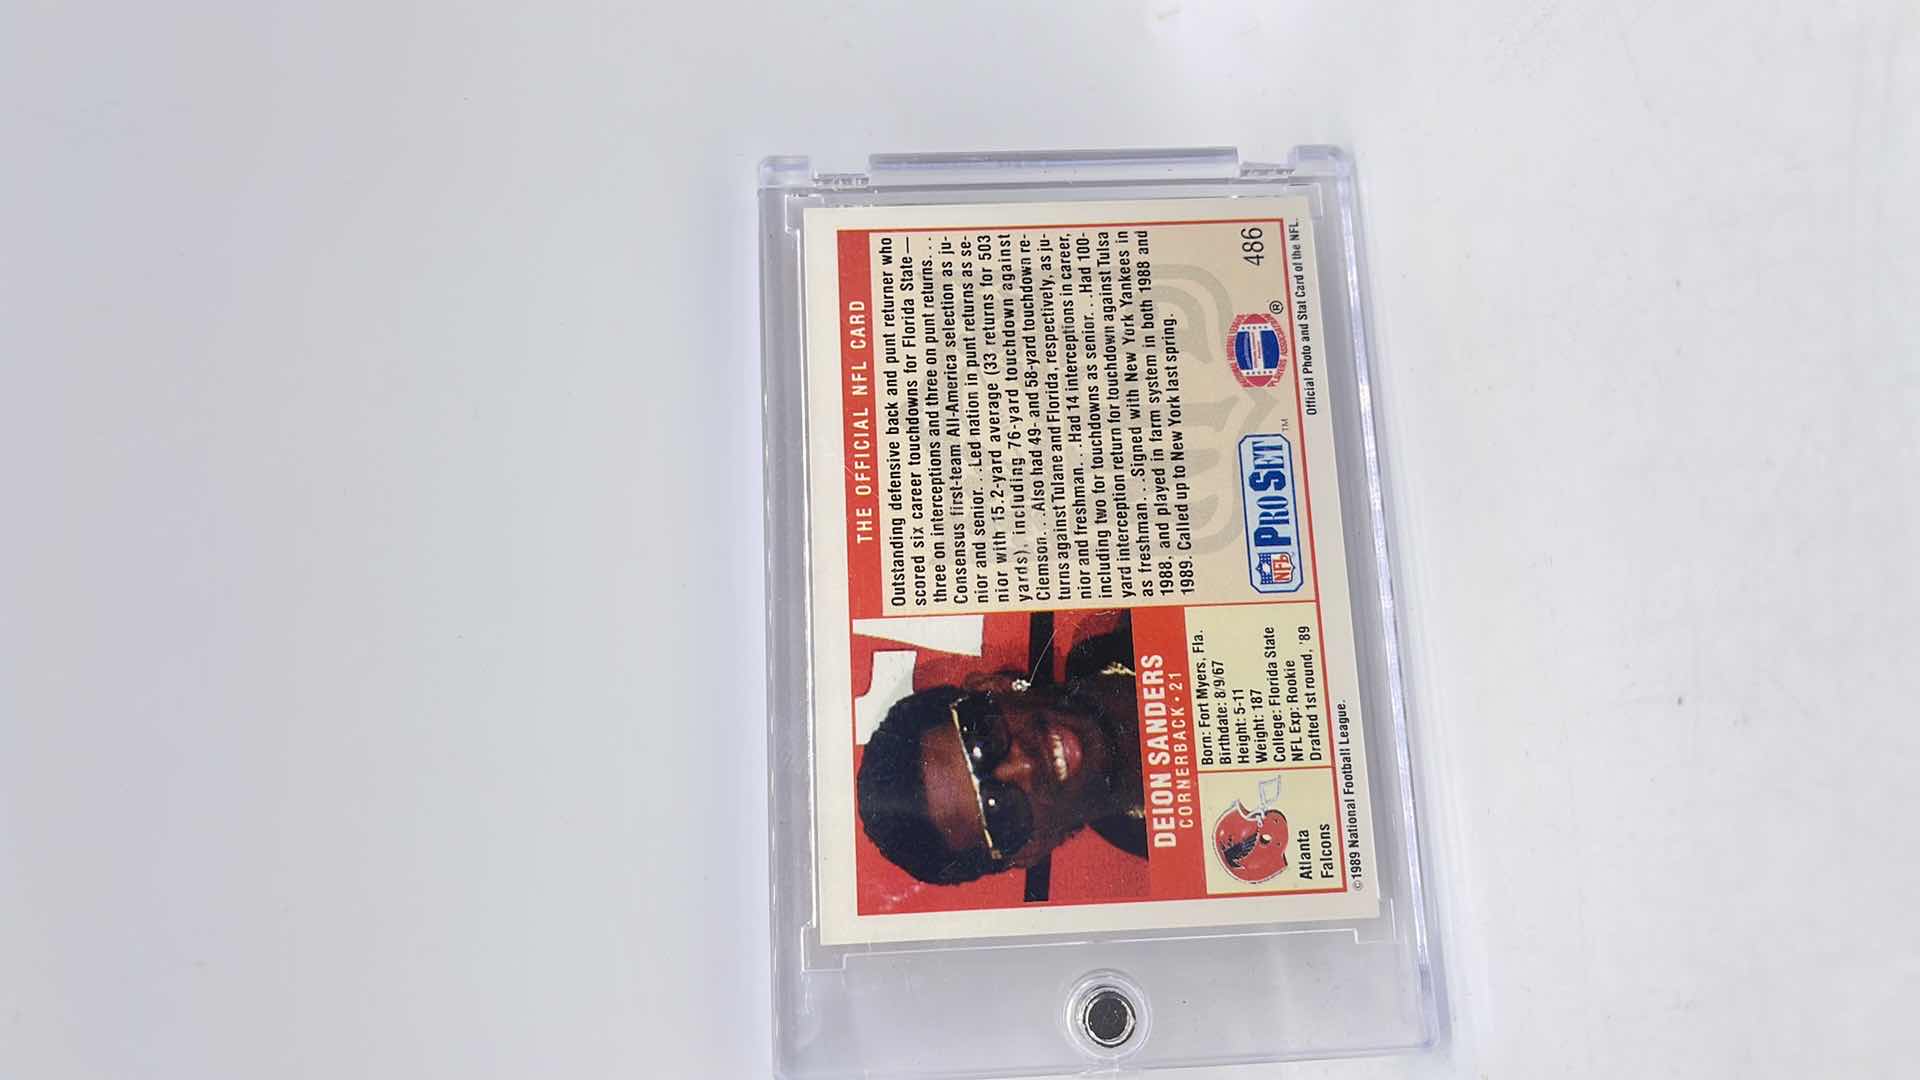 THE OFFICIAL NFL CARD
Outstanding defensive back and punt returner who
scored six career touchdowns for Florida State—
three on interceptions and three on punt returns. . .
Consensus first-team All-America selection as ju-
nior and senior. . .Led nation in punt returns as se-
nior with 15.2-yard average (33 returns for 503
yards), including 76-yard touchdown against
Clemson. . .Also had 49- and 58-yard touchdown re-
turns against Tulane and Florida, respectively, as ju-
nior and freshman. . .Had 14 interceptions in career,
including two for touchdowns as senior. . .Had 100-
yard interception return for touchdown against Tulsa
as freshman. . .Signed with New York Yankees in
1988, and played in farm system in both 1988 and
1989. Called up to New York last spring.
DEION SANDERS
CORNERBACK • 21
Atlanta
Falcons
Born: Fort Myers, Fla.
Birthdate: 8/9/67
Height: 5-11
Weight: 187
College: Florida State
NFL Exp: Rookie
Drafted 1st round, '89
NFL PRO SET ™
NATIONAL FOOTBALL LEAGUE
PLAYERS ASSOCIATION ®
486
©1989 National Football League.
Official Photo and Stat Card of the NFL.